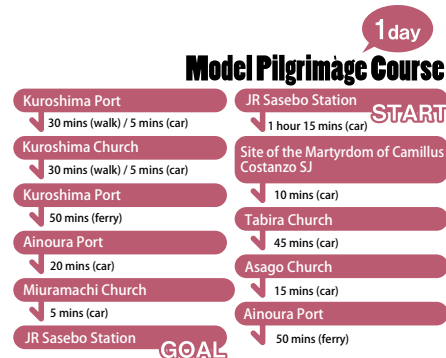 1day
Model Pilgrimage Course
JR Sasebo Station
START
1 hour 15 mins (car)
Site of the Martyrdom of Camillus
Costanzo SJ
10 mins (car)
Tabira Church
45 mins (car)
Asago Church
15 mins (car)
Ainoura Port
50 mins (ferry)
Kuroshima Port
30 mins (walk) / 5 mins (car)
Kuroshima Church
30 mins (walk) / 5 mins (car)
Kuroshima Port
50 mins (ferry)
Ainoura Port
20 mins (car)
Miuramachi Church
5 mins (car)
JR Sasebo Station
GOAL